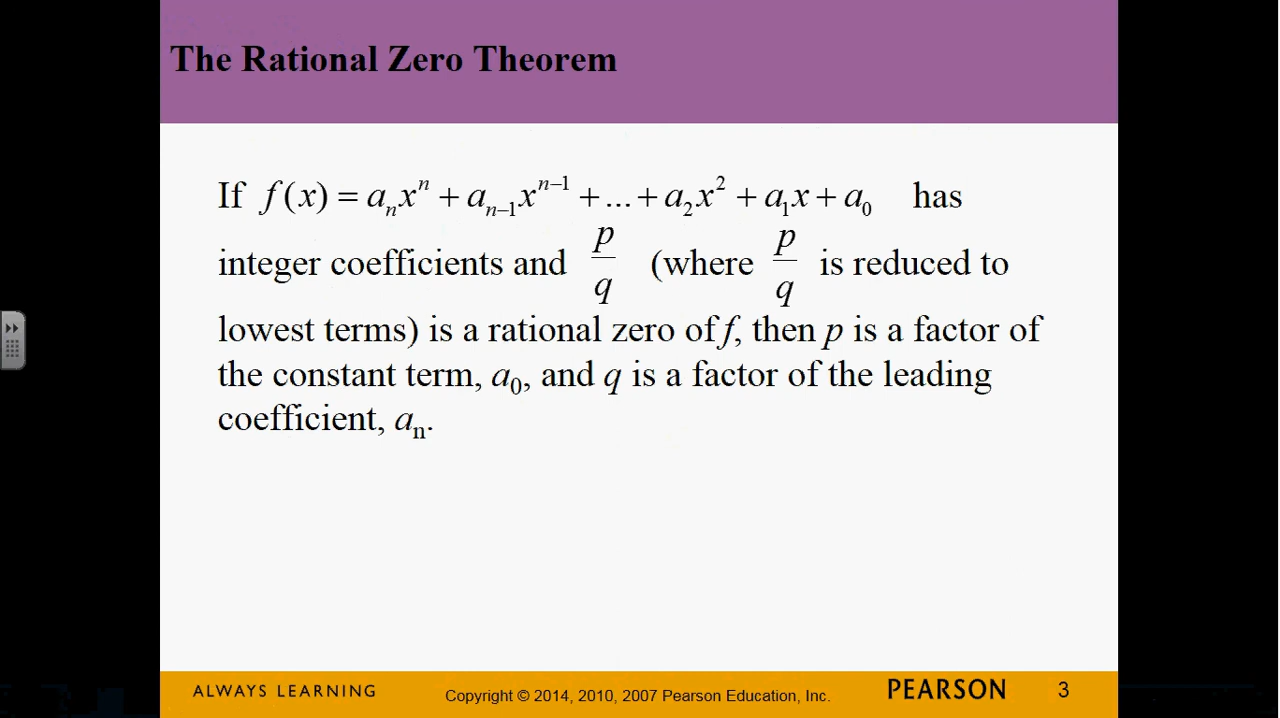 The Rational Zero Theorem
If f(x) = aₙxⁿ + aₙ₋₁xⁿ⁻¹ + ... + a₂x² + a₁x + a₀ has
integer coefficients and p/q (where p/q is reduced to
lowest terms) is a rational zero of f, then p is a factor of
the constant term, a₀, and q is a factor of the leading
coefficient, aₙ.
ALWAYS LEARNING Copyright © 2014, 2010, 2007 Pearson Education, Inc. PEARSON 3